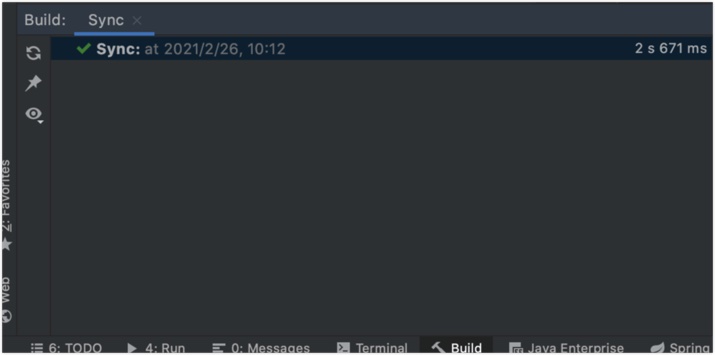 Build: Sync
Sync: at 2021/2/26, 10:12 2 s 671 ms
2: Favorites
Web
6: TODO 4: Run 0: Messages Terminal Build Java Enterprise Spring